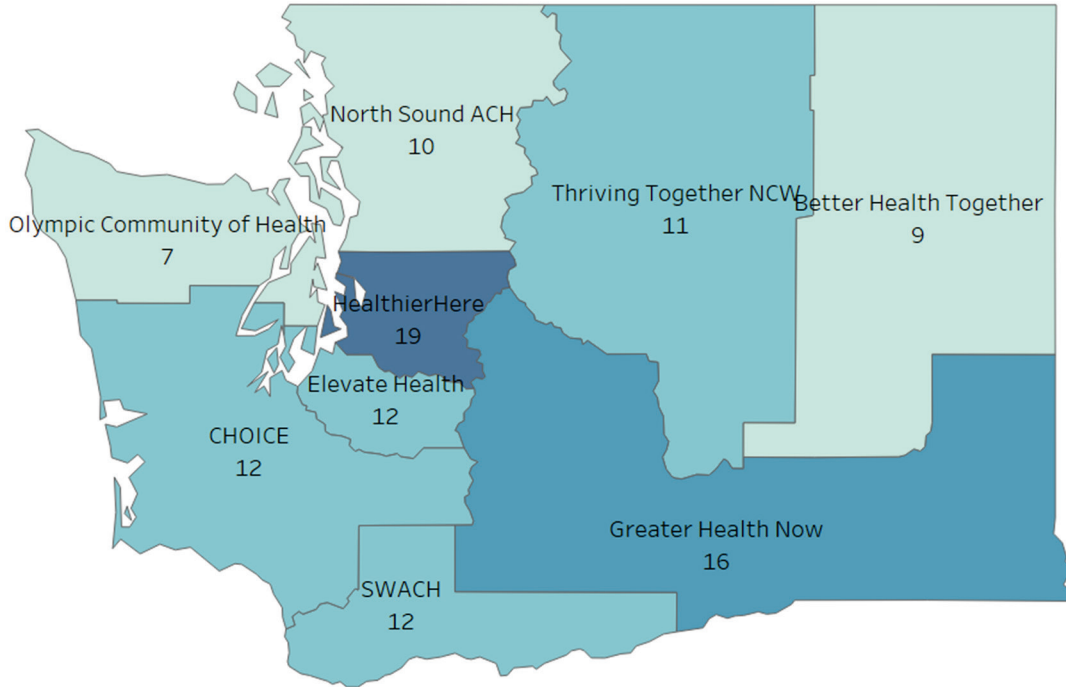 North Sound ACH
10
Thriving Together NCW
11
Better Health Together
9
Olympic Community of Health
7
HealthierHere
19
Elevate Health
12
CHOICE
12
Greater Health Now
16
SWACH
12